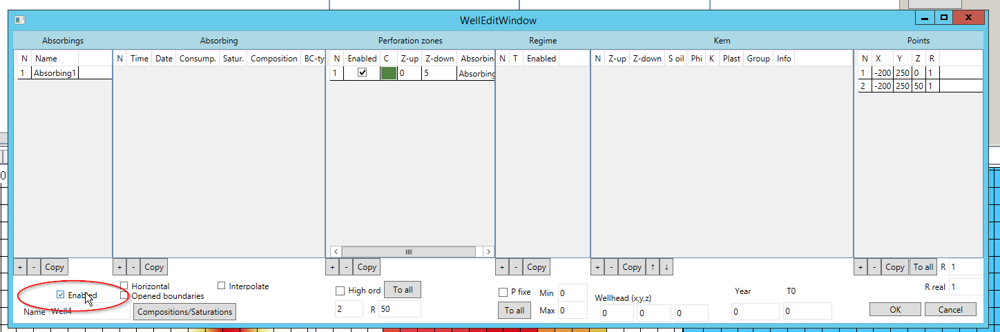 WellEditWindow
Absorbings Absorbing Perforation zones Regime Kern Points
N Name N Time Date Consump. Satur. Composition BC-ty N Enabled C Z-up Z-down Absorbin N T Enabled N Z-up Z-down S oil Phi K Plast Group Info N X Y Z R
1 Absorbing1 1 0 5 Absorbing 1 -200 250 0 1
2 -200 250 50 1
+ - Copy + - Copy + - Copy + - Copy + - Copy ↑ ↓ + - Copy To all R 1
Horizontal Interpolate High ord To all P fixe Min 0 R real 1
Enabled Opened boundaries Wellhead (x,y,z) Year T0
Name Well4 Compositions/Saturations 2 R 50 To all Max 0 0 0 0 0 0 OK Cancel
0